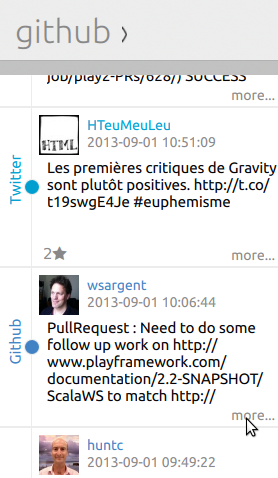 github ›
job/play2-PRs/628/) SUCCESS
more...
HTML
HTeuMeuLeu
2013-09-01 10:51:09
Twitter
Les premières critiques de Gravity
sont plutôt positives. http://t.co/
t19swgE4Je #euphemisme
2★
more...
wsargent
2013-09-01 10:06:44
Github
PullRequest : Need to do some
follow up work on http://
www.playframework.com/
documentation/2.2-SNAPSHOT/
ScalaWS to match http://
more...
huntc
2013-09-01 09:49:22